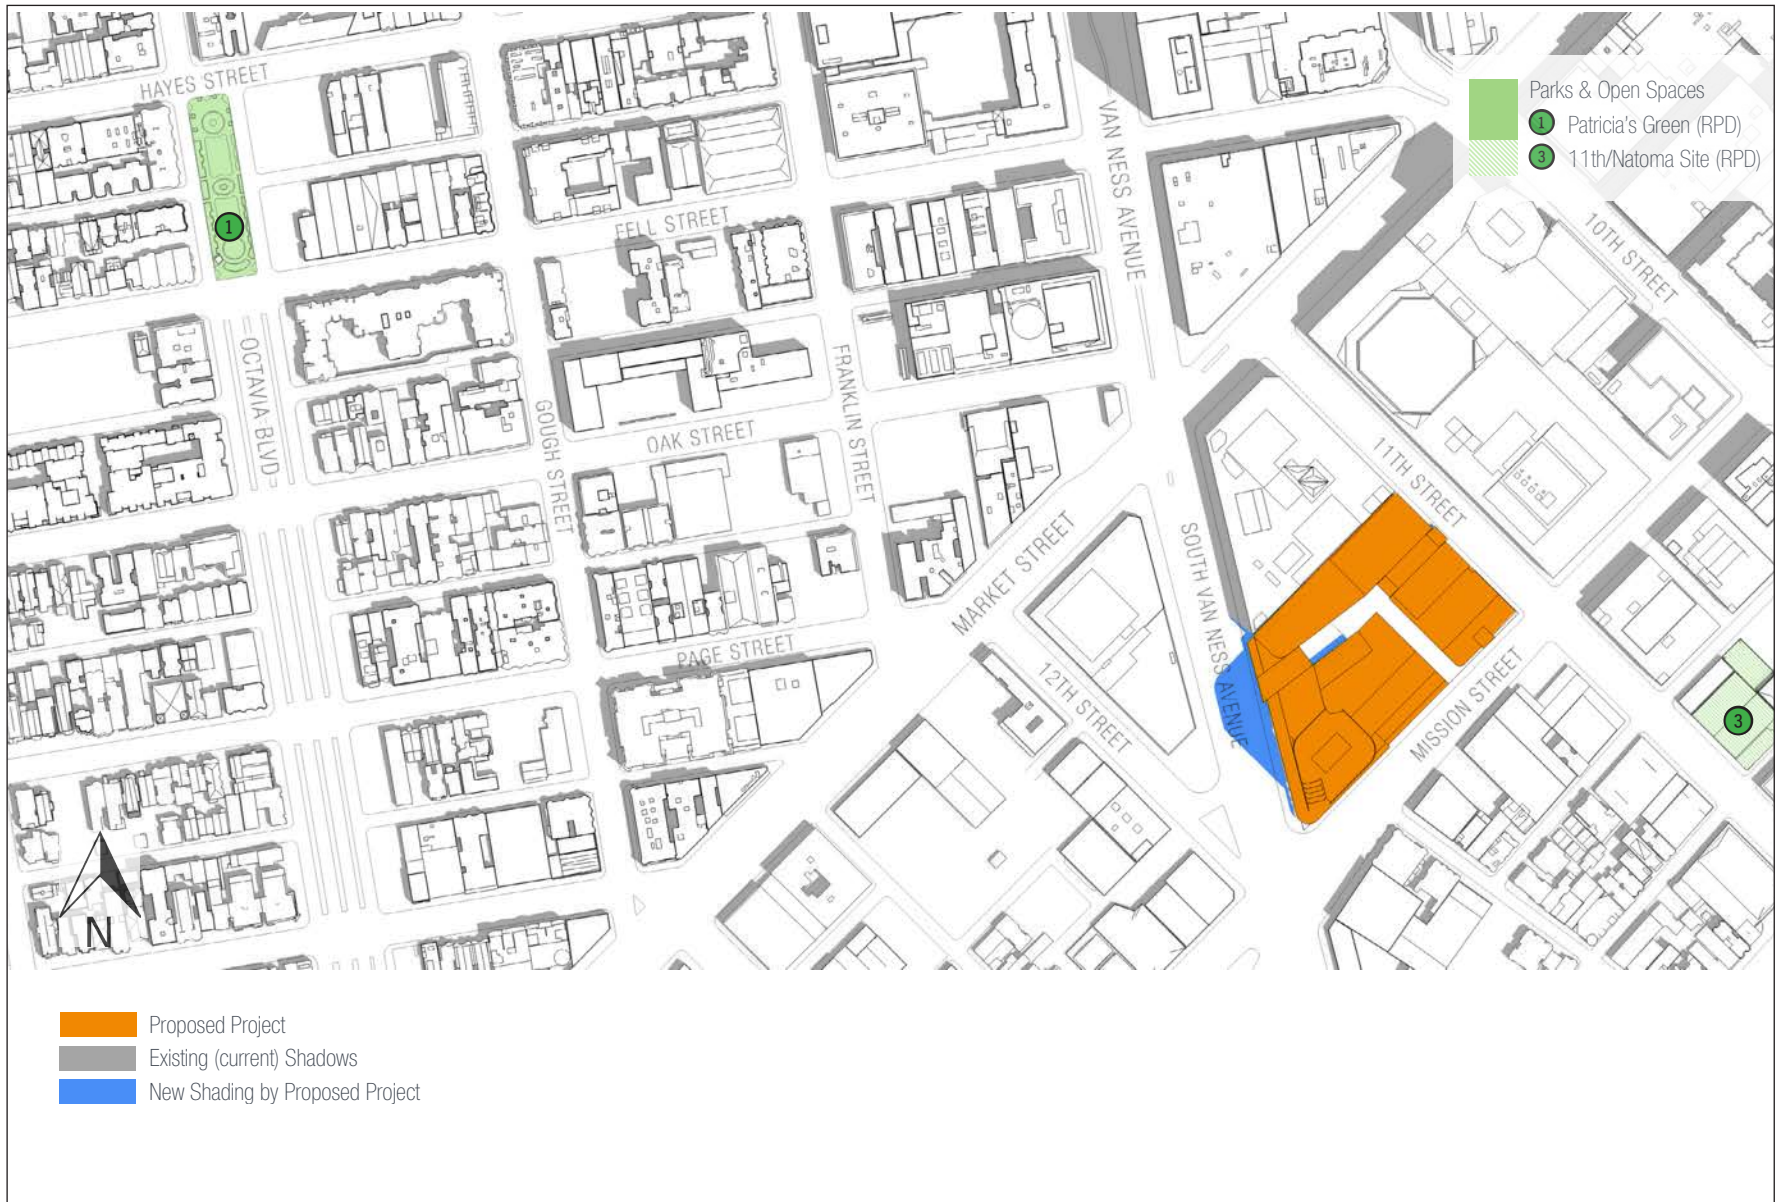 HAYES STREET
Parks & Open Spaces
1 Patricia's Green (RPD)
3 11th/Natoma Site (RPD)
VAN NESS AVENUE
1
FELL STREET
10TH STREET
OCTAVIA BLVD
FRANKLIN STREET
GOUGH STREET
OAK STREET
11TH STREET
MARKET STREET
SOUTH VAN NESS AVENUE
PAGE STREET
12TH STREET
MISSION STREET
3
N
Proposed Project
Existing (current) Shadows
New Shading by Proposed Project